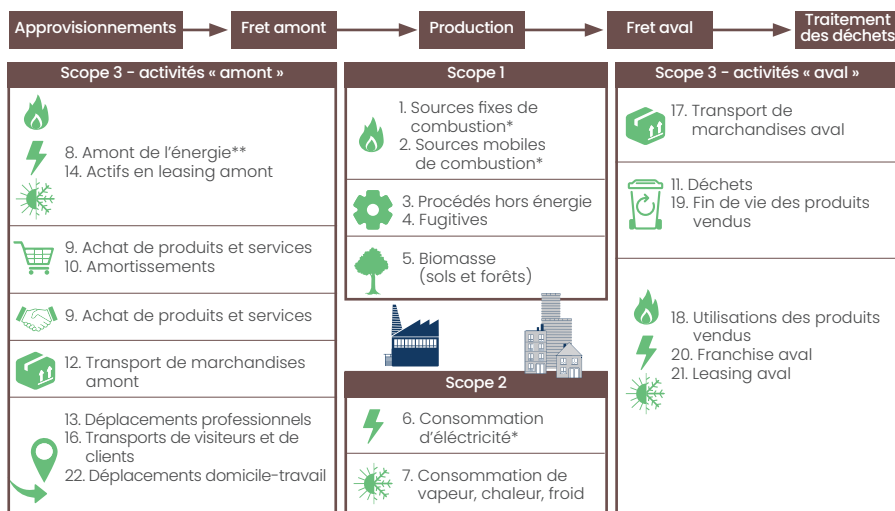 Approvisionnements
Fret amont
Production
Fret aval
Traitement
des déchets
Scope 3 - activités « amont »
8. Amont de l'énergie**
14. Actifs en leasing amont
9. Achat de produits et services
10. Amortissements
9. Achat de produits et services
12. Transport de marchandises
amont
13. Déplacements professionnels
16. Transports de visiteurs et de
clients
22. Déplacements domicile-travail
Scope 1
1. Sources fixes de
combustion*
2. Sources mobiles
de combustion*
3. Procédés hors énergie
4. Fugitives
5. Biomasse
(sols et forêts)
Scope 2
6. Consommation
d'éléctricité*
7. Consommation de
vapeur, chaleur, froid
Scope 3 - activités « aval »
17. Transport de
marchandises aval
11. Déchets
19. Fin de vie des produits
vendus
18. Utilisations des produits
vendus
20. Franchise aval
21. Leasing aval